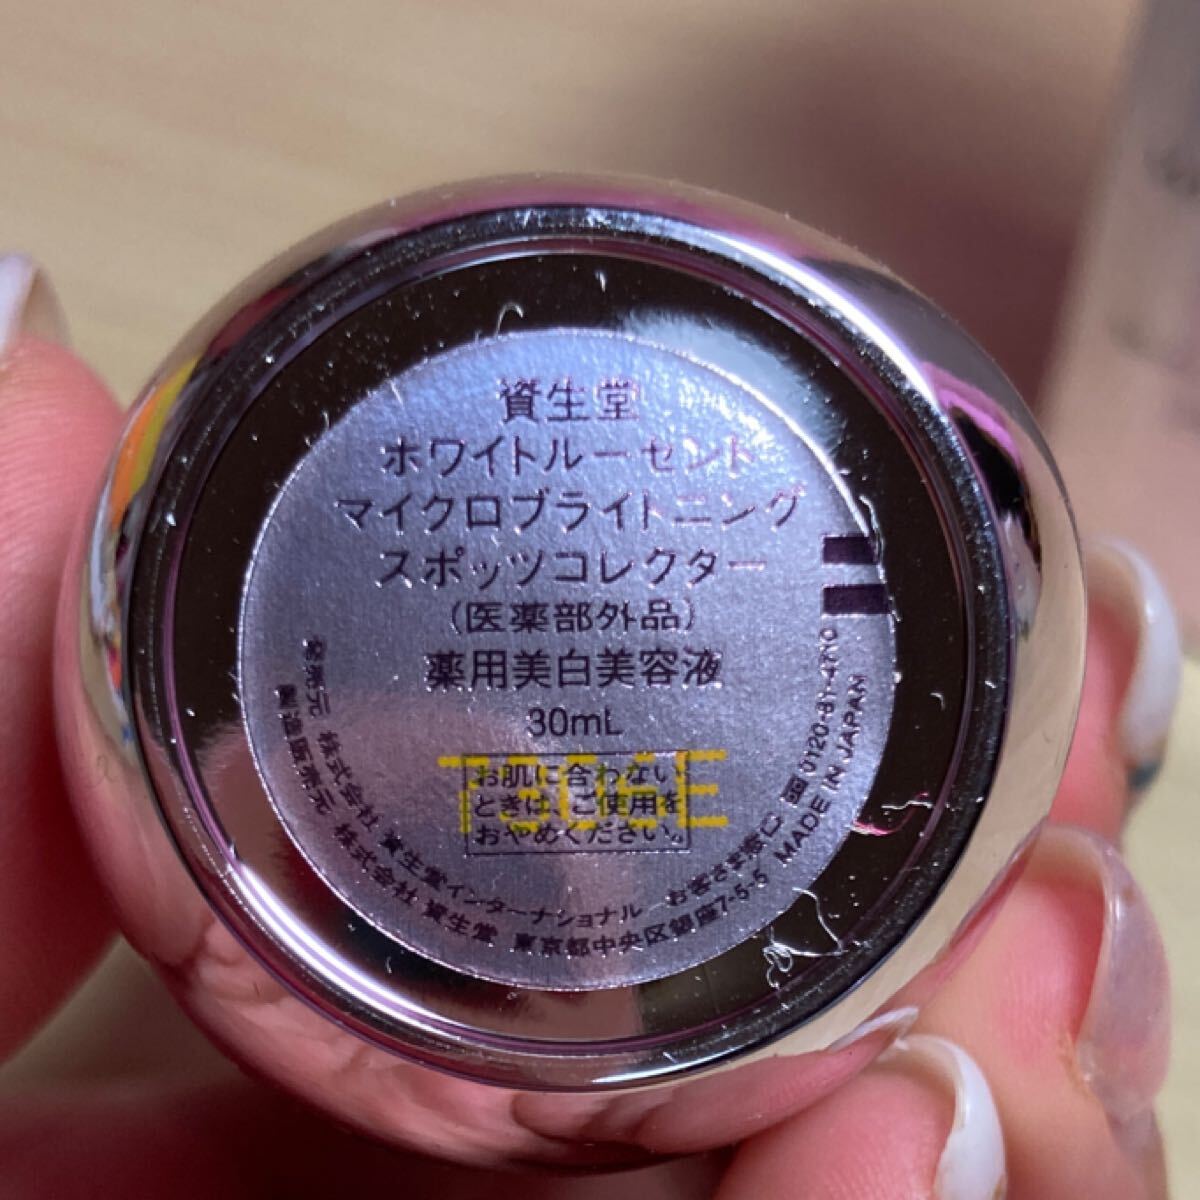 資生堂
ホワイトルーセント
マイクロブライトニング
スポッツコレクター
(医薬部外品)
薬用美白美容液
30mL
お肌に合わない
ときは、ご使用を
おやめください。
発売元 株式会社 資生堂インターナショナル お客さま窓口 0120-81-4710
製造販売元 株式会社 資生堂 東京都中央区銀座7-5-5 MADE IN JAPAN